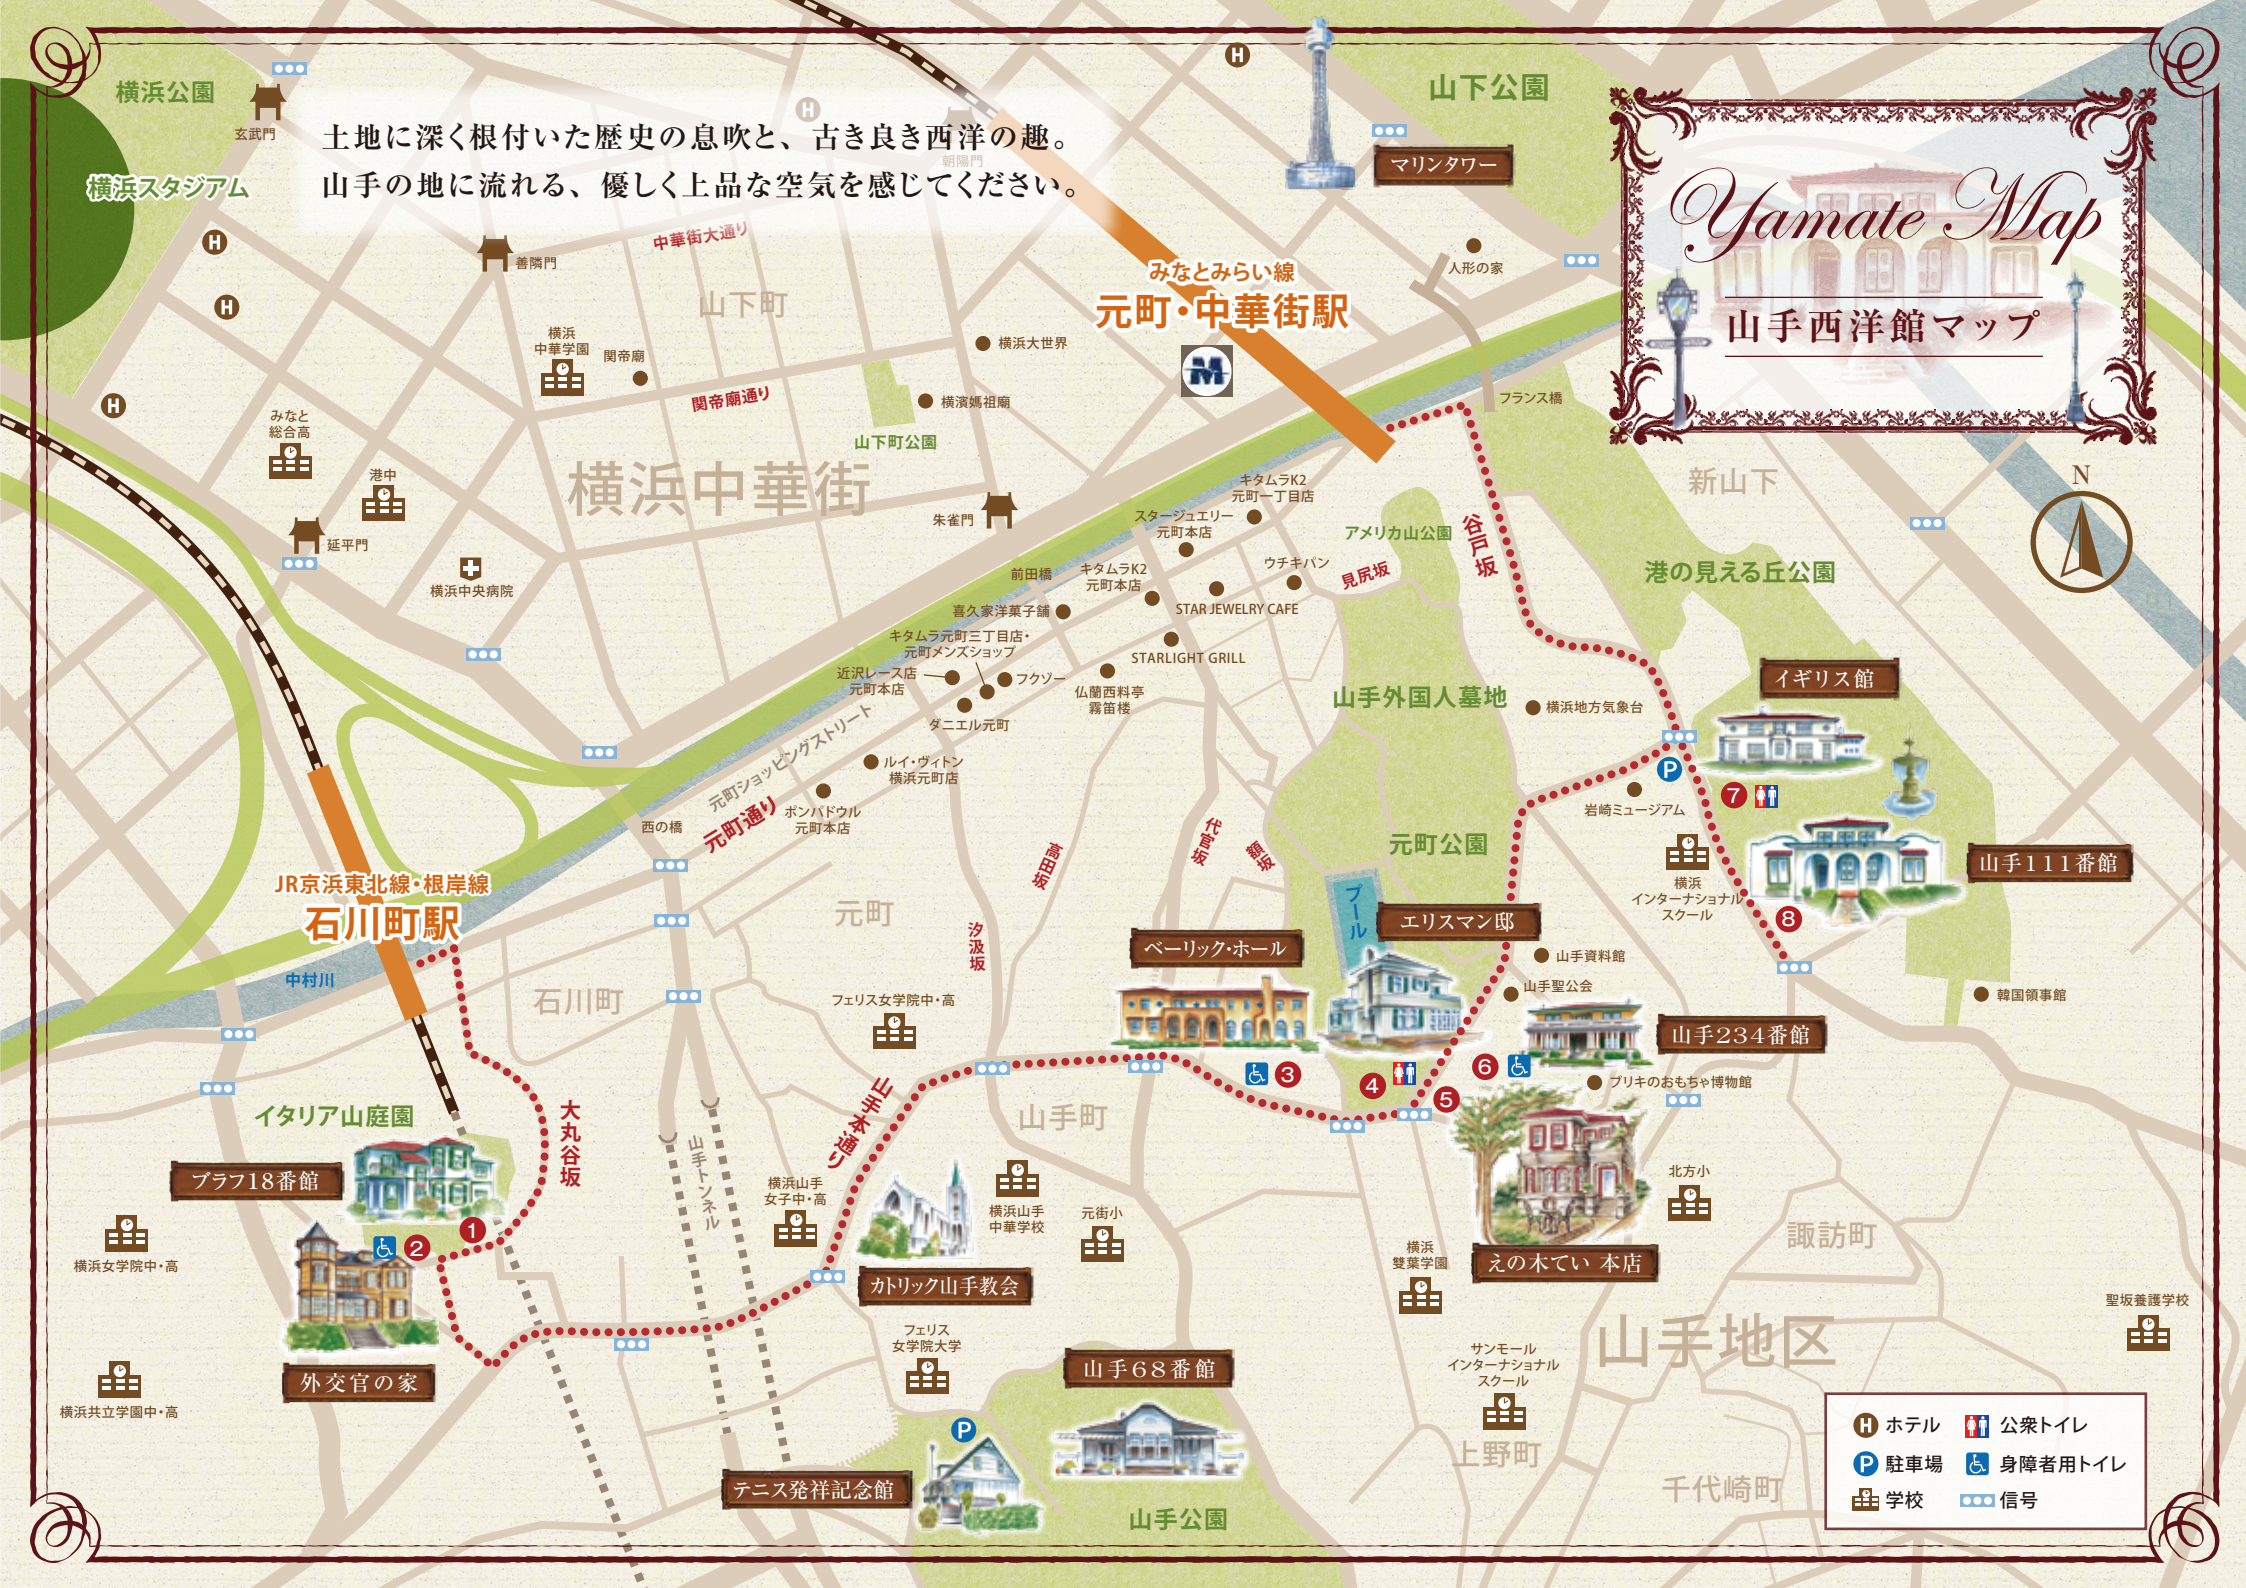 横浜公園
玄武門
横浜スタジアム
土地に深く根付いた歴史の息吹と、古き良き西洋の趣。
山手の地に流れる、優しく上品な空気を感じてください。
H
H
朝陽門
山下公園
マリンタワー
Yamate Map
山手西洋館マップ
H
H
H
善隣門
中華街大通り
山下町
みなとみらい線
元町・中華街駅
M
人形の家
フランス橋
横浜
中華学園
関帝廟
関帝廟通り
横浜大世界
横濱媽祖廟
山下町公園
みなと
総合高
港中
延平門
横浜中央病院
横浜中華街
朱雀門
新山下
N
キタムラK2
元町一丁目店
スタージュエリー
元町本店
アメリカ山公園
谷戸坂
見尻坂
港の見える丘公園
前田橋
キタムラK2
元町本店
ウチキパン
STAR JEWELRY CAFE
喜久家洋菓子舗
キタムラ元町三丁目店・
元町メンズショップ
STARLIGHT GRILL
近沢レース店
元町本店
フクゾー
ダニエル元町
仏蘭西料亭
霧笛楼
山手外国人墓地
横浜地方気象台
イギリス館
元町ショッピングストリート
ルイ・ヴィトン
横浜元町店
西の橋
元町通り
ポンパドウル
元町本店
P
7
岩崎ミュージアム
代官坂
額坂
高田坂
元町公園
横浜
インターナショナル
スクール
山手111番館
8
JR京浜東北線・根岸線
石川町駅
中村川
元町
汐汲坂
プール
エリスマン邸
ベーリック・ホール
山手資料館
山手聖公会
韓国領事館
石川町
フェリス女学院中・高
山手234番館
3
4
5
6
ブリキのおもちゃ博物館
イタリア山庭園
大丸谷坂
山手本通り
山手町
山手トンネル
ブラフ18番館
1
2
横浜女学院中・高
横浜山手
女子中・高
横浜山手
中華学校
元街小
北方小
諏訪町
横浜
雙葉学園
えの木てい 本店
カトリック山手教会
外交官の家
横浜共立学園中・高
フェリス
女学院大学
山手68番館
サンモール
インターナショナル
スクール
山手地区
聖坂養護学校
上野町
千代崎町
P
テニス発祥記念館
山手公園
H ホテル
公衆トイレ
P 駐車場
身障者用トイレ
学校
信号